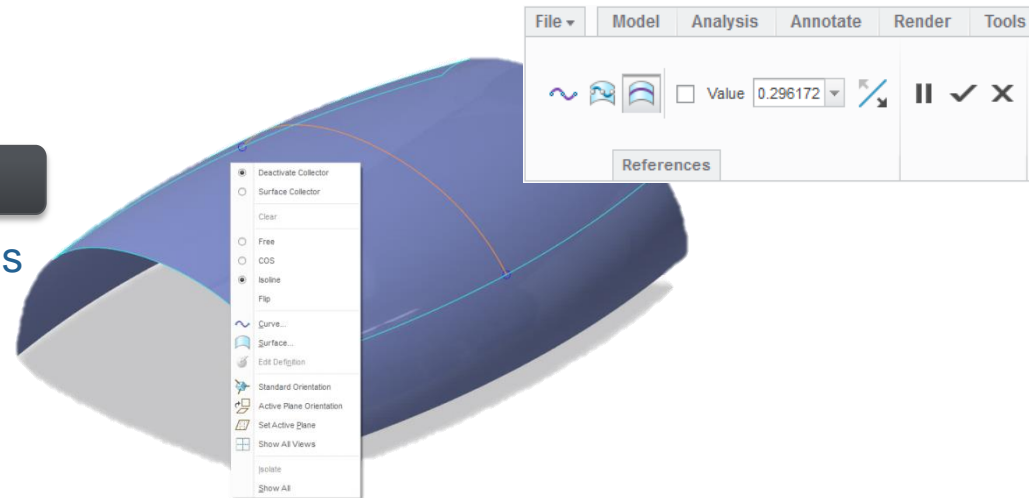 File
Model
Analysis
Annotate
Render
Tools
Value
0.296172
References
s
Deactivate Collector
Surface Collector
Clear
Free
COS
Isoline
Flip
Curve...
Surface...
Edit Definition
Standard Orientation
Active Plane Orientation
Set Active Plane
Show All Views
Isolate
Show All